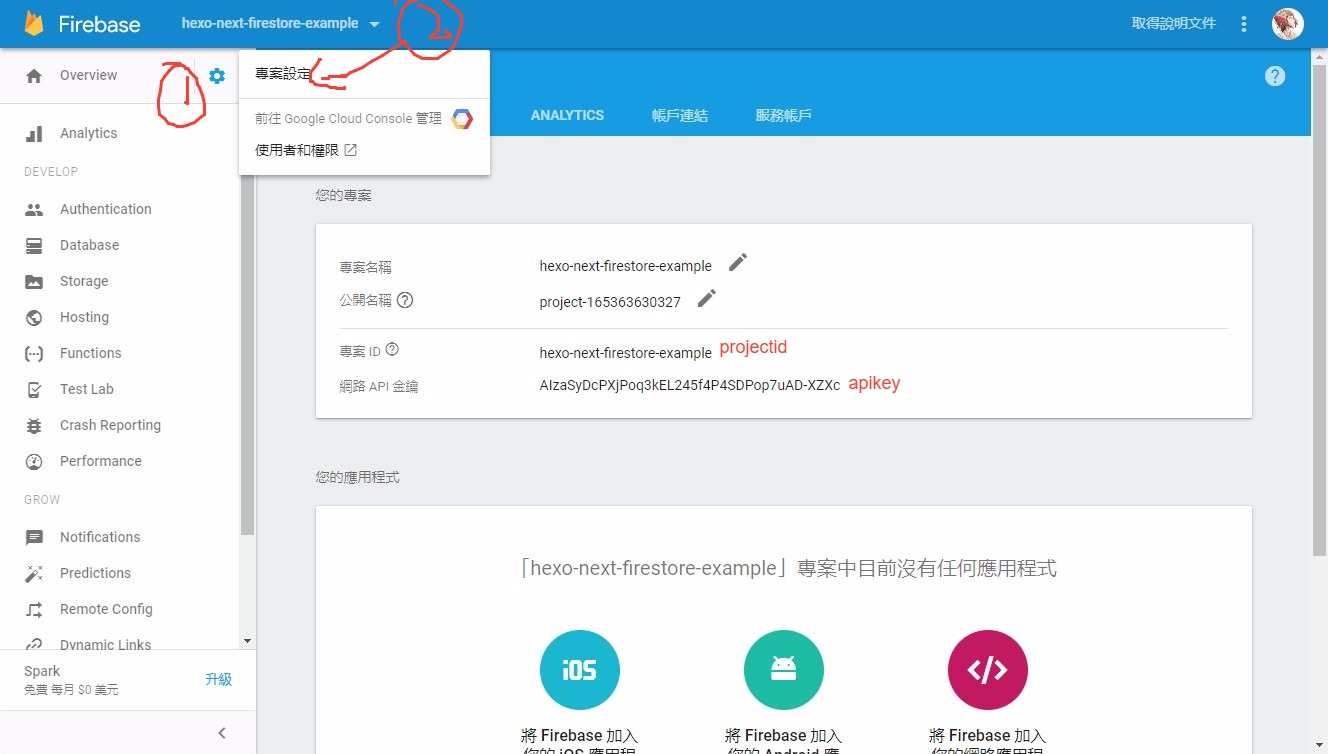 Firebase
hexo-next-firestore-example
2
取得說明文件
Overview
1
專案設定
前往 Google Cloud Console 管理
使用者和權限
ANALYTICS
帳戶連結
服務帳戶
Analytics
DEVELOP
Authentication
Database
Storage
Hosting
Functions
Test Lab
Crash Reporting
Performance
GROW
Notifications
Predictions
Remote Config
Dynamic Links
Spark
免費 每月 $0 美元
升級
您的專案
專案名稱 hexo-next-firestore-example
公開名稱 project-165363630327
專案 ID hexo-next-firestore-example projectid
網路 API 金鑰 AIzaSyDcPXjPoq3kEL245f4P4SDPop7uAD-XZXc apikey
您的應用程式
「hexo-next-firestore-example」專案中目前沒有任何應用程式
iOS
將 Firebase 加入 將 Firebase 加入 將 Firebase 加入
您的 iOS 應用程 您的 Android 應 您的網路應用程